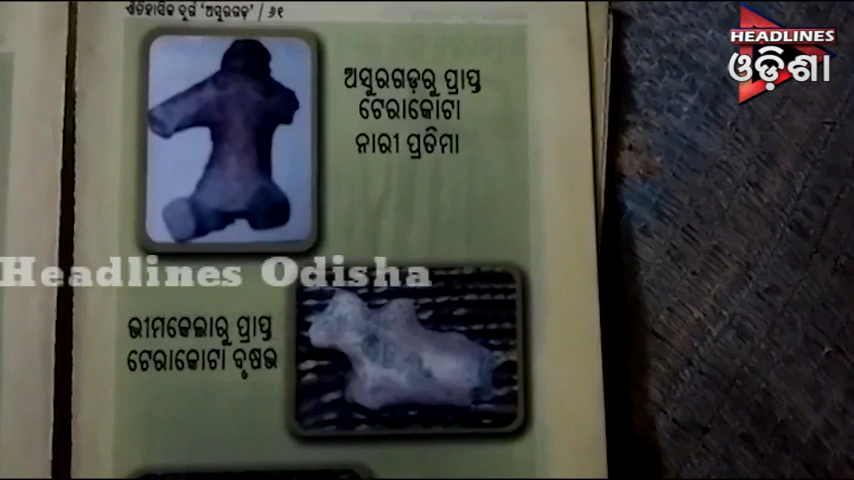 ଐତିହାସିକ ଦୁର୍ଗ 'ଅସୁରଗଡ଼' / ୬୧
HEADLINES
ଓଡ଼ିଶା
ଅସୁରଗଡ଼ରୁ ପ୍ରାପ୍ତ
ଟେରାକୋଟା
ନାରୀ ପ୍ରତିମା
Headlines Odisha
ଭୀମକେଲାରୁ ପ୍ରାପ୍ତ
ଟେରାକୋଟା ବୃଷଭ